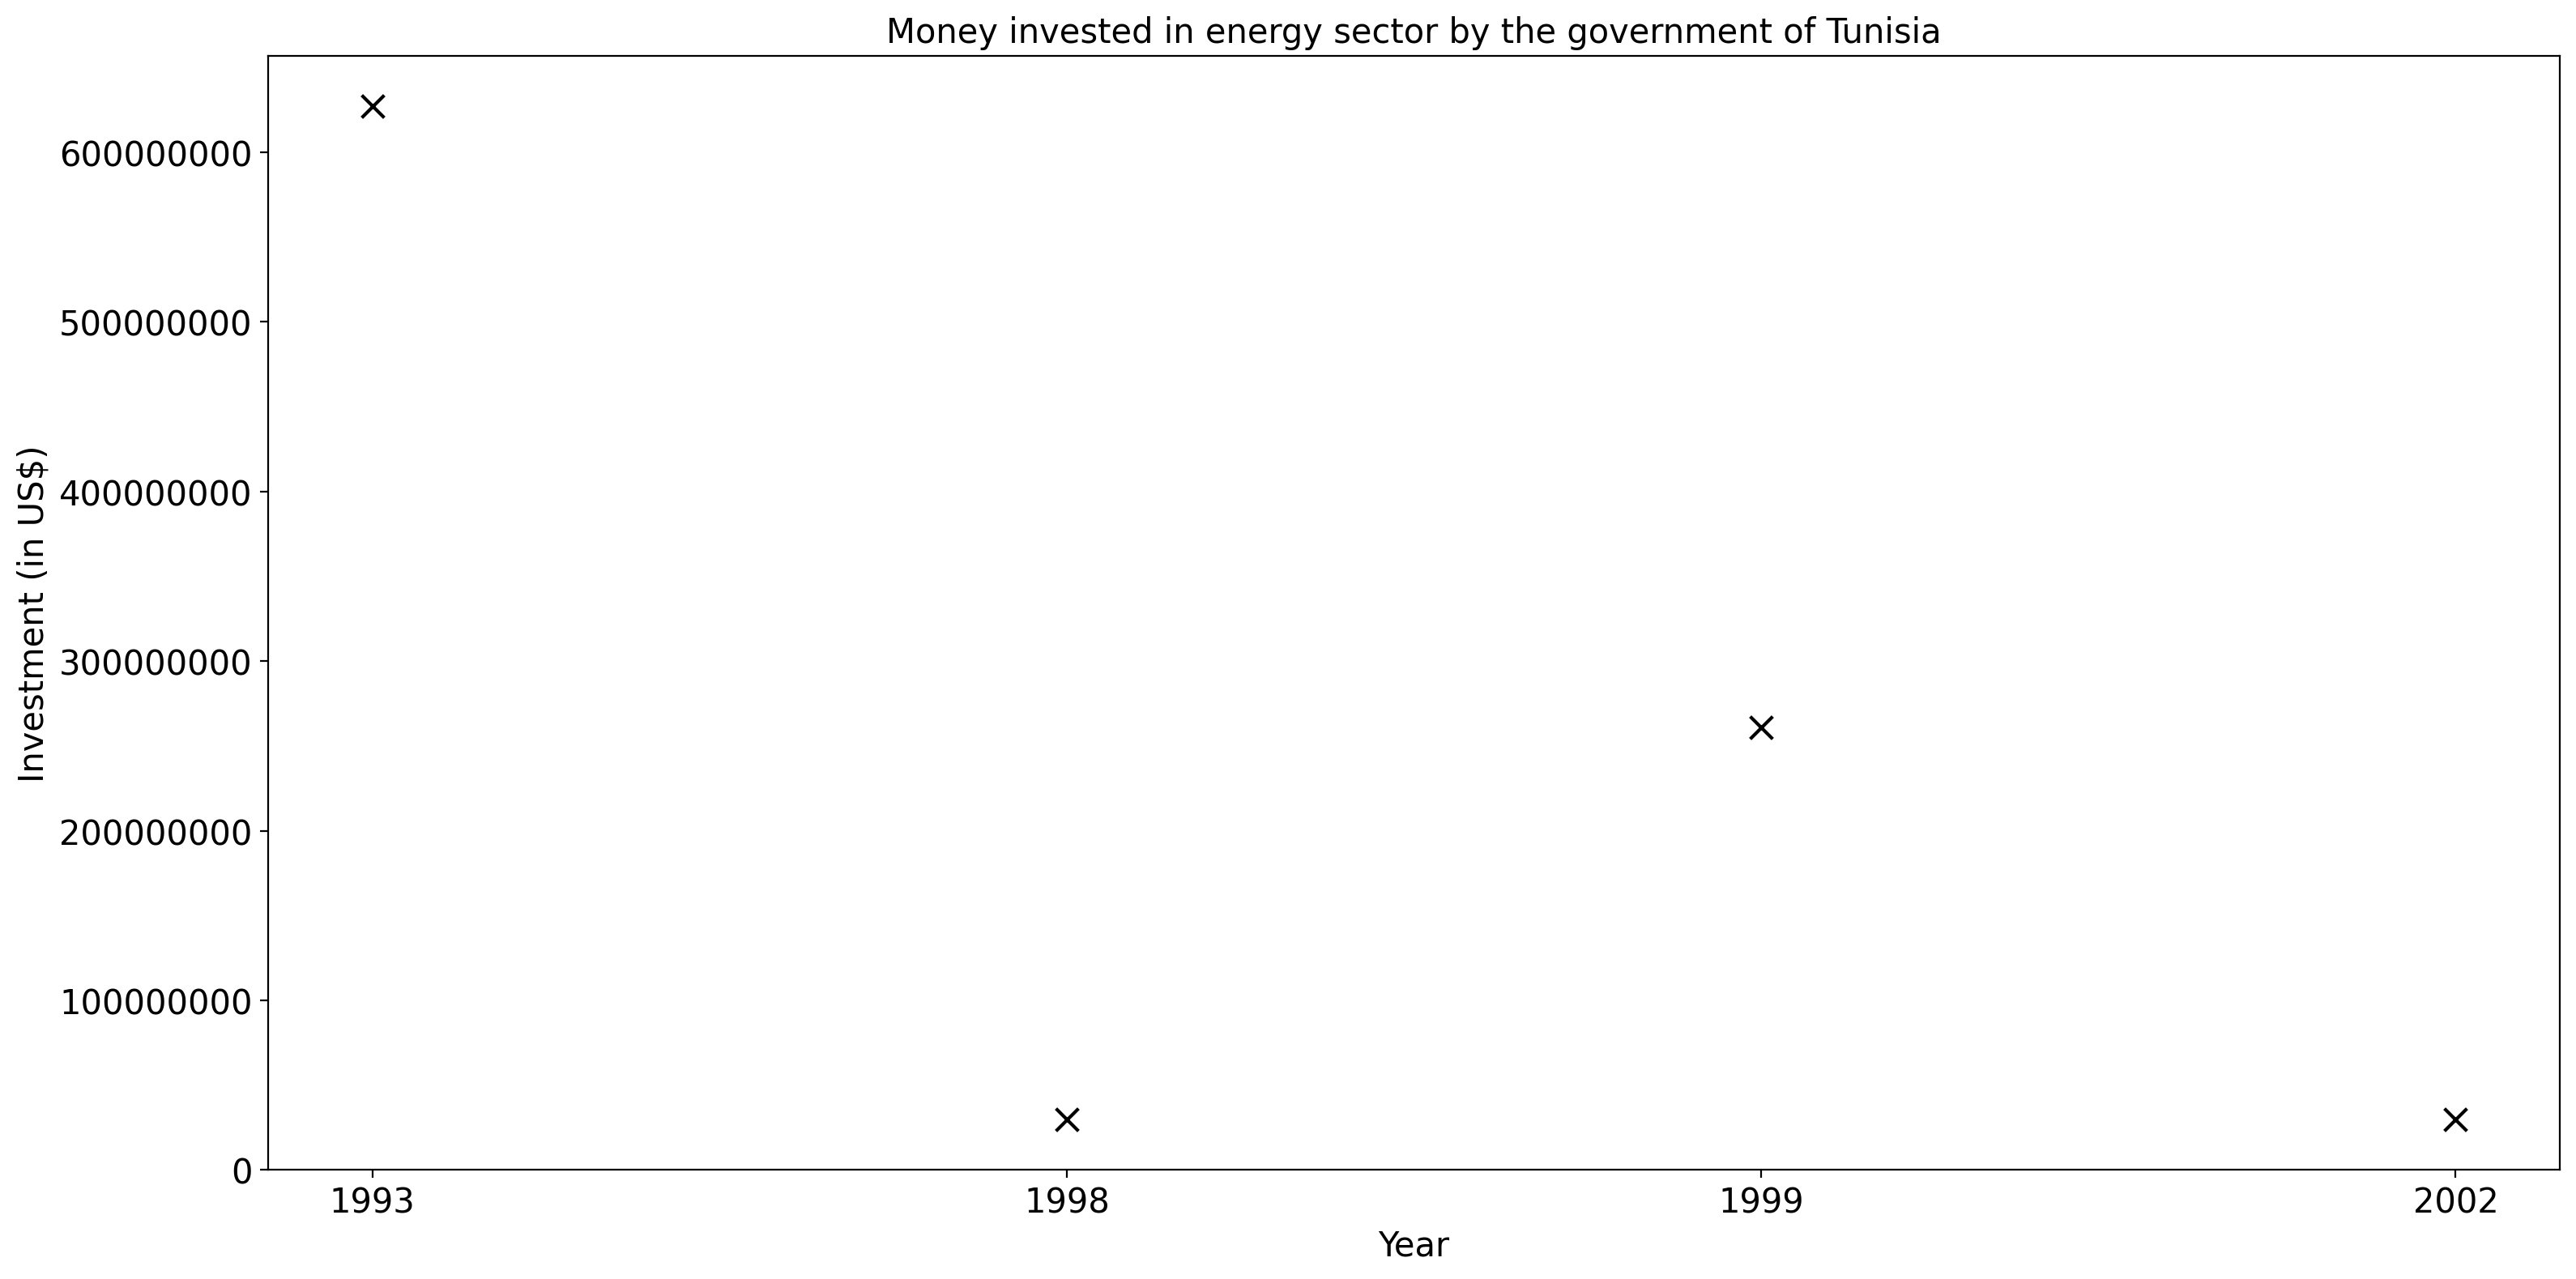 Money invested in energy sector by the government of Tunisia
Investment (in US$)
600000000
500000000
400000000
300000000
200000000
100000000
0
1993 1998 1999 2002
Year